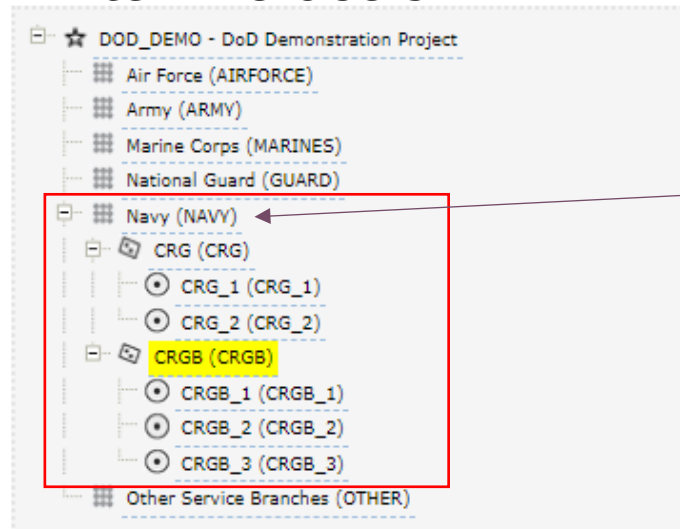 DOD_DEMO - DoD Demonstration Project
Air Force (AIRFORCE)
Army (ARMY)
Marine Corps (MARINES)
National Guard (GUARD)
Navy (NAVY)
CRG (CRG)
CRG_1 (CRG_1)
CRG_2 (CRG_2)
CRGB (CRGB)
CRGB_1 (CRGB_1)
CRGB_2 (CRGB_2)
CRGB_3 (CRGB_3)
Other Service Branches (OTHER)